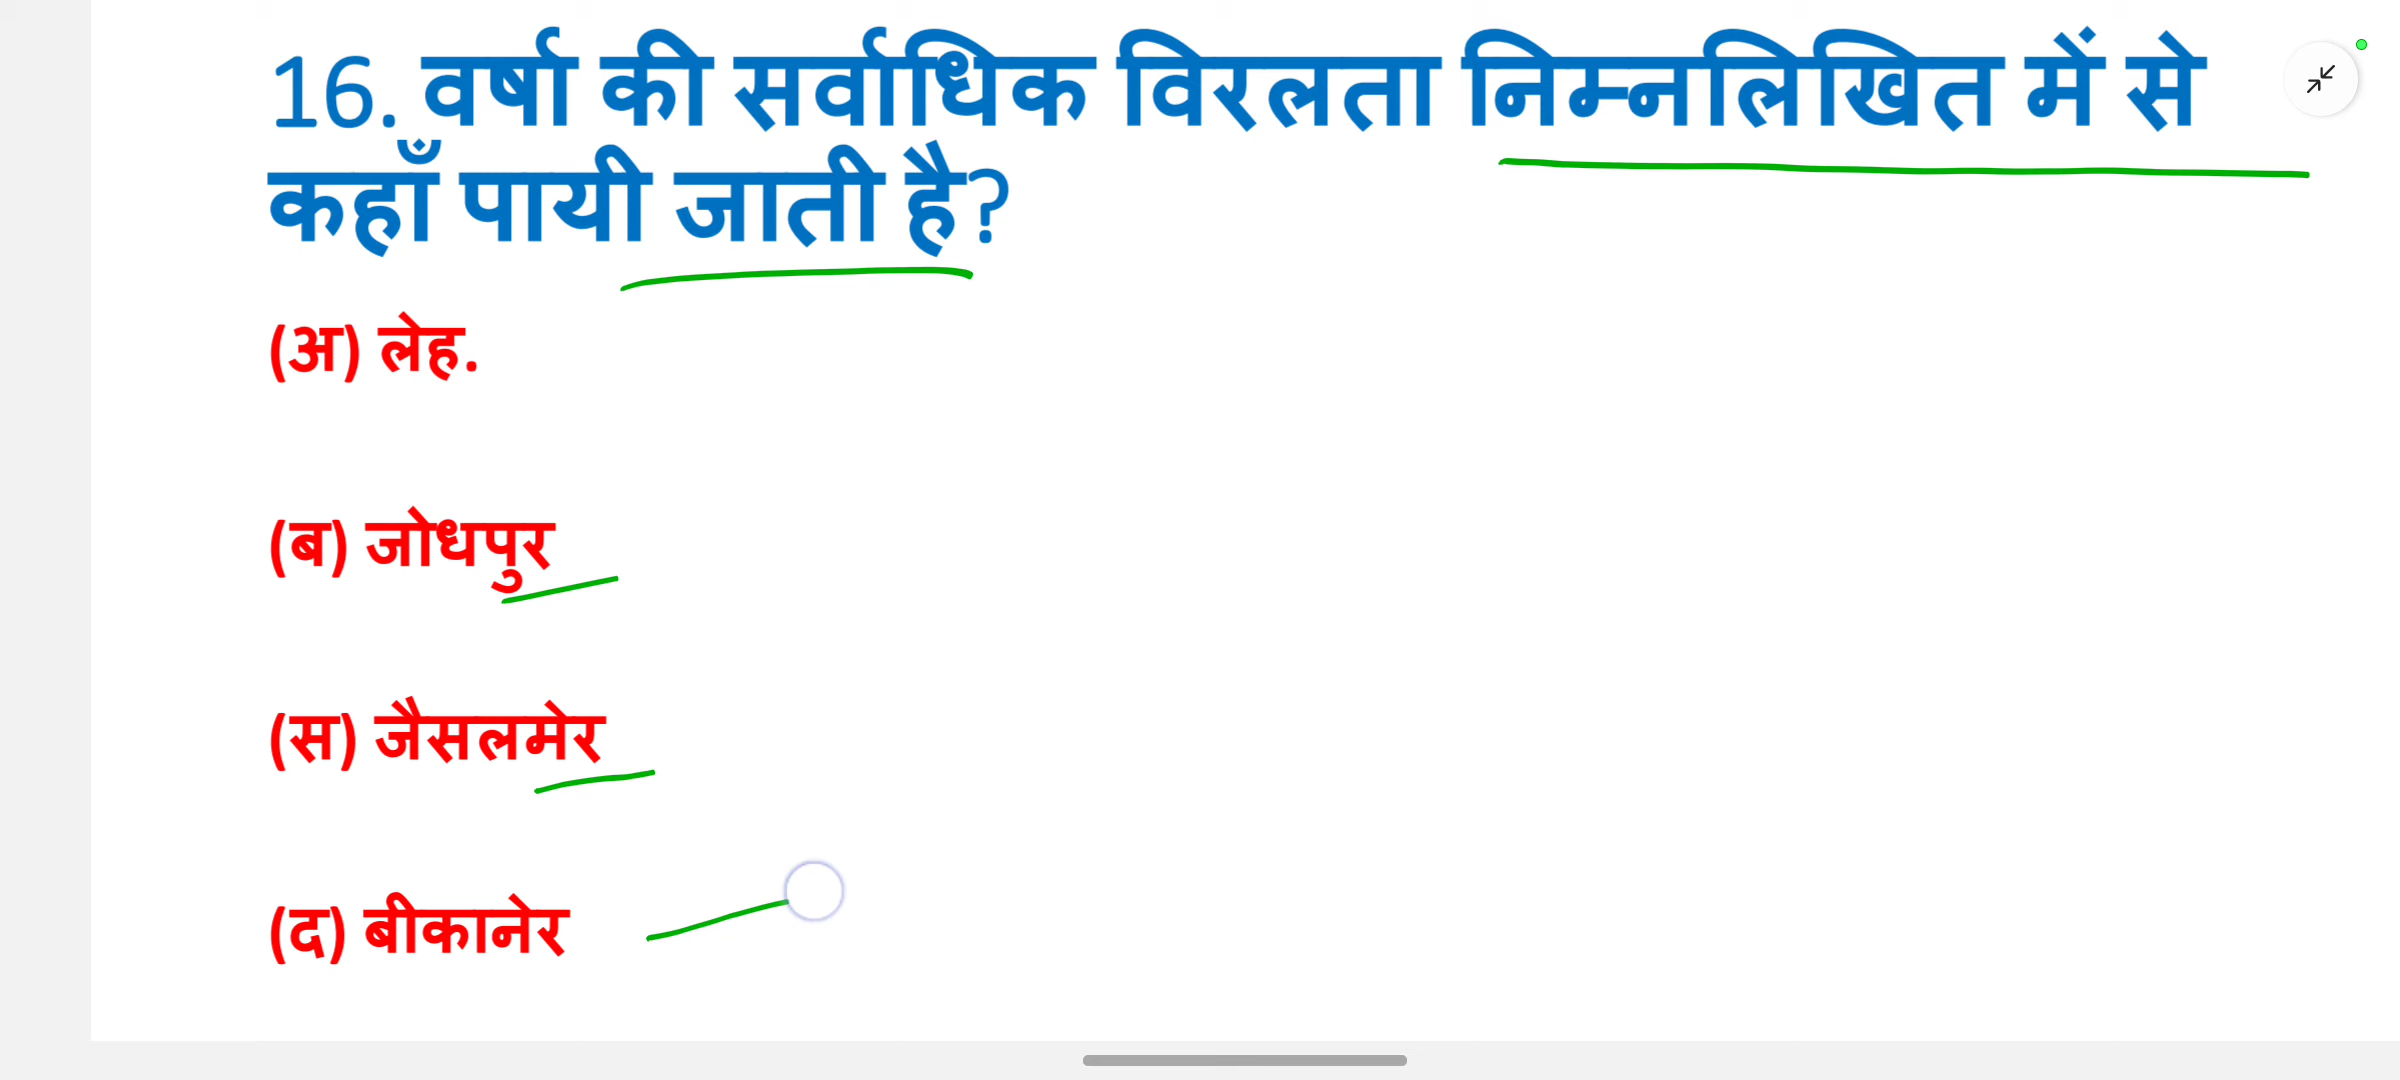 16. वर्षा की सर्वाधिक विरलता निम्नलिखित में से
कहाँ पायी जाती है?
(अ) लेह.
(ब) जोधपुर
(स) जैसलमेर
(द) बीकानेर